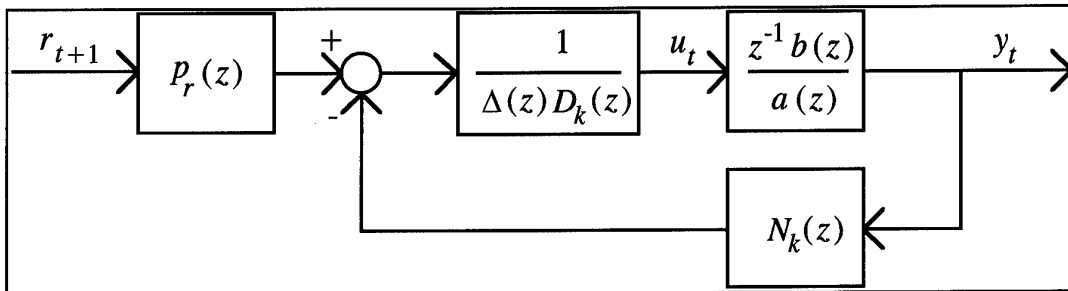 r_{t+1}
p_r(z)
+
-
1
Δ(z) D_k(z)
u_t
z^{-1} b(z)
a(z)
y_t
N_k(z)